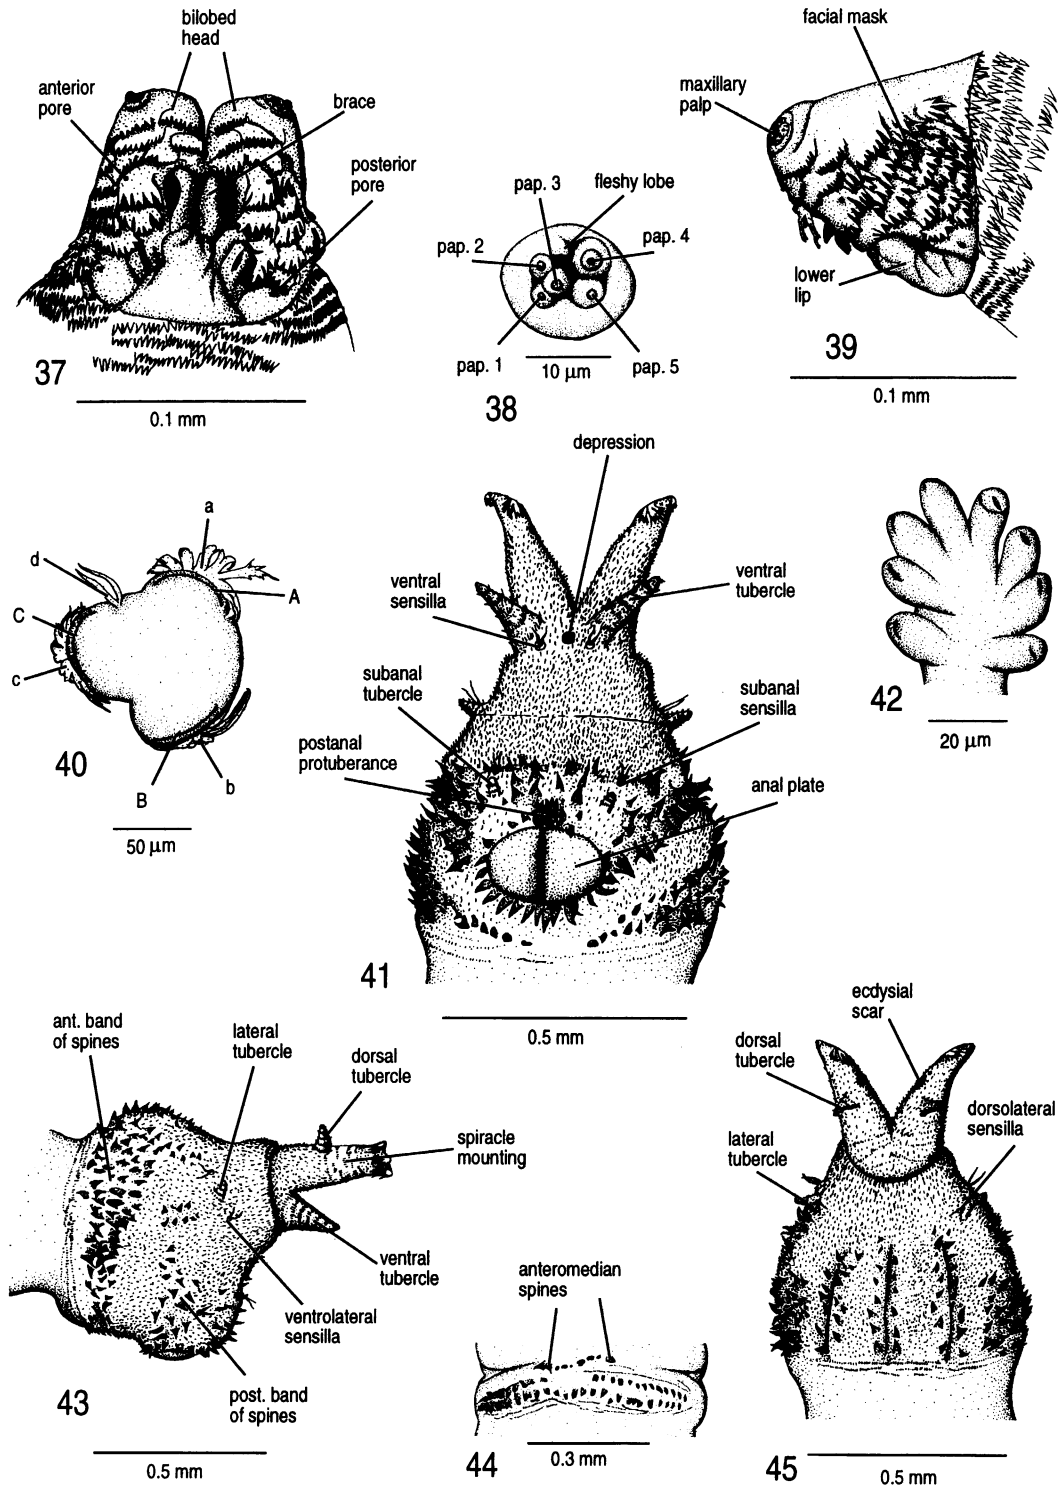 bilobed
head
anterior
pore
brace
posterior
pore
37
0.1 mm
pap. 3
fleshy lobe
pap. 2
pap. 4
pap. 1
pap. 5
10 µm
38
facial mask
maxillary
palp
lower
lip
39
0.1 mm
a
d
A
C
c
40
B
b
50 µm
depression
ventral
sensilla
ventral
tubercle
subanal
tubercle
subanal
sensilla
postanal
protuberance
anal plate
41
0.5 mm
42
20 µm
ant. band
of spines
lateral
tubercle
dorsal
tubercle
spiracle
mounting
ventral
tubercle
ventrolateral
sensilla
post. band
of spines
43
0.5 mm
anteromedian
spines
44
0.3 mm
ecdysial
scar
dorsal
tubercle
dorsolateral
sensilla
lateral
tubercle
45
0.5 mm